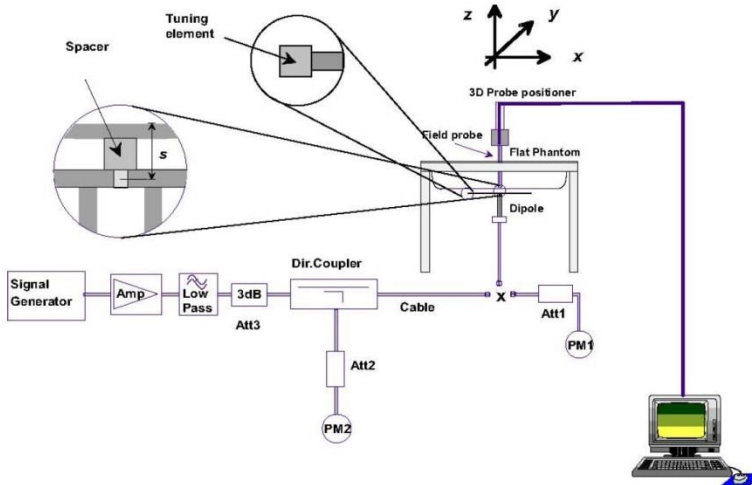 Tuning
element
Spacer
s
z
y
x
3D Probe positioner
Field probe
Flat Phantom
Dipole
Signal
Generator
Amp
Low
Pass
3dB
Att3
Dir.Coupler
Cable
x
Att1
PM1
Att2
PM2